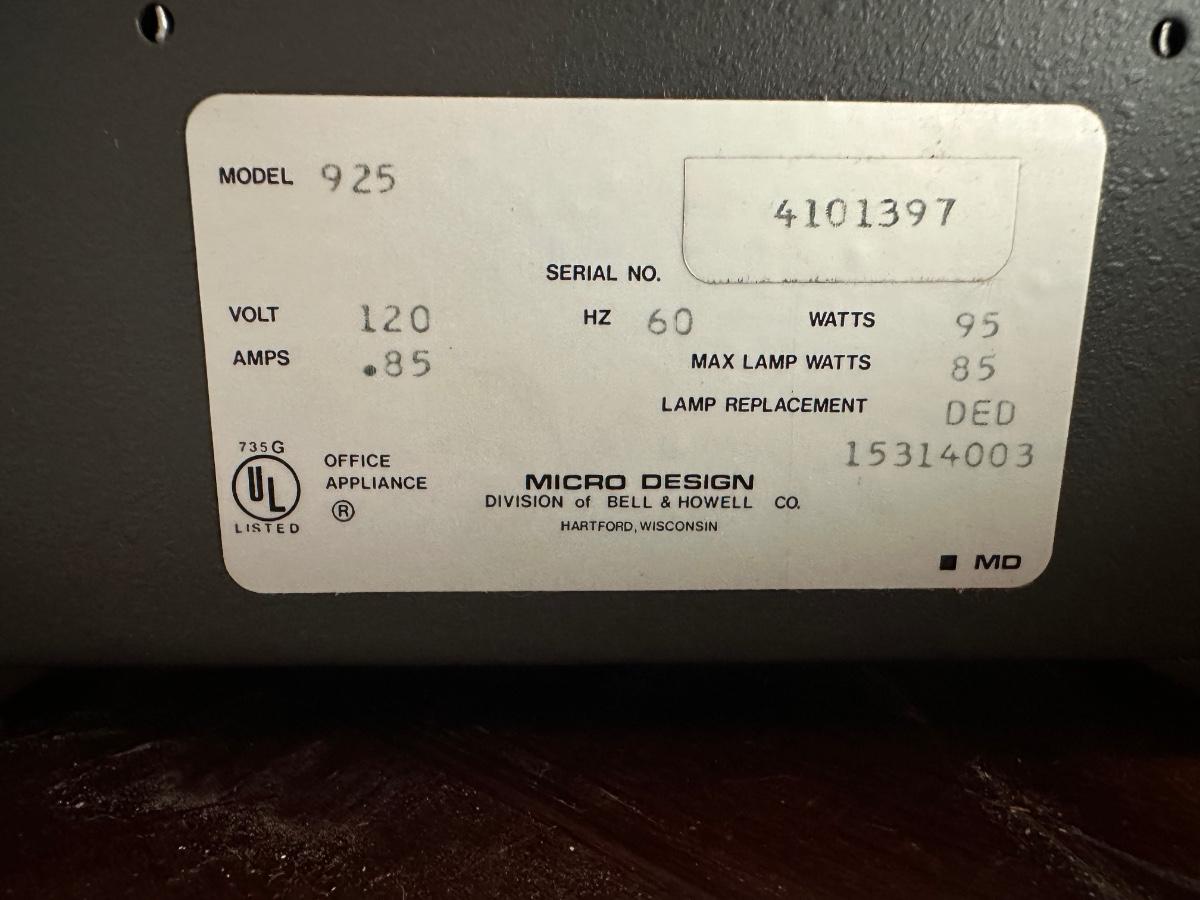 MODEL 925
4101397
SERIAL NO.
VOLT 120 HZ 60 WATTS 95
AMPS .85 MAX LAMP WATTS 85
LAMP REPLACEMENT DED
15314003
735G
UL
LISTED
OFFICE
APPLIANCE
®
MICRO DESIGN
DIVISION of BELL & HOWELL CO.
HARTFORD, WISCONSIN
■ MD